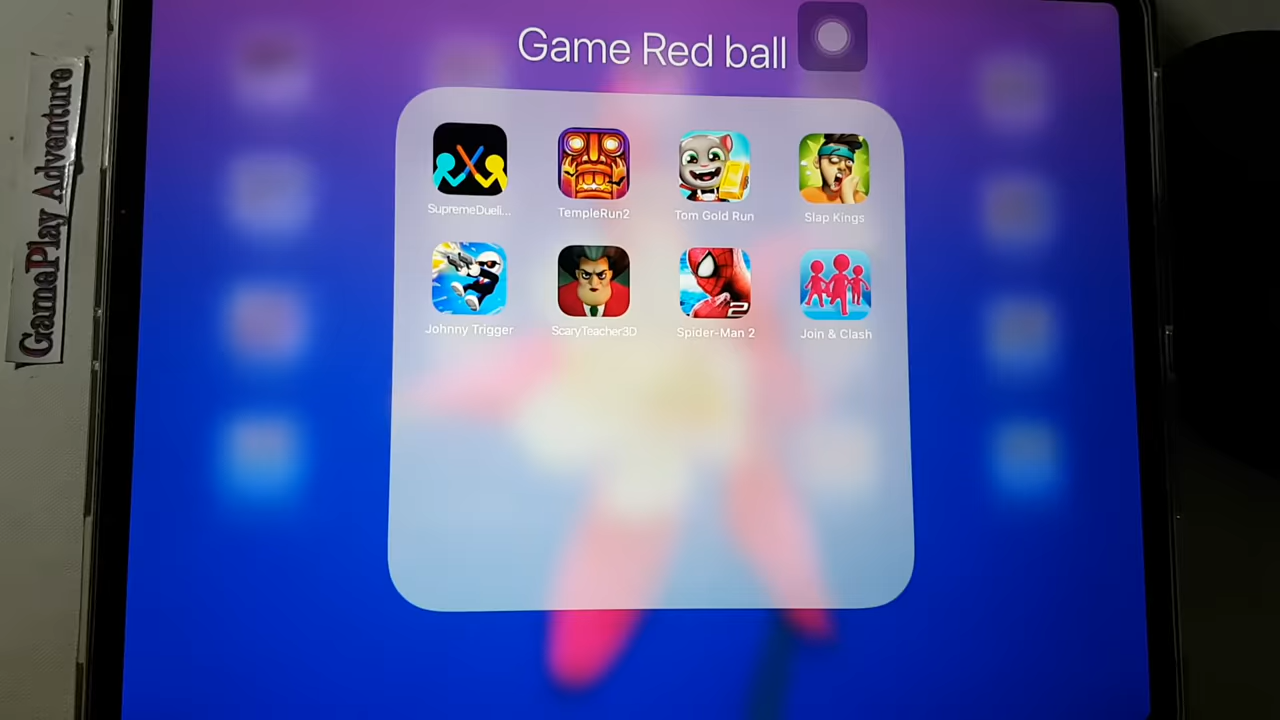 Game Red ball
GamePlay Adventure
SupremeDueli...
TempleRun2
Tom Gold Run
Slap Kings
Johnny Trigger
ScaryTeacher3D
Spider-Man 2
Join & Clash
2